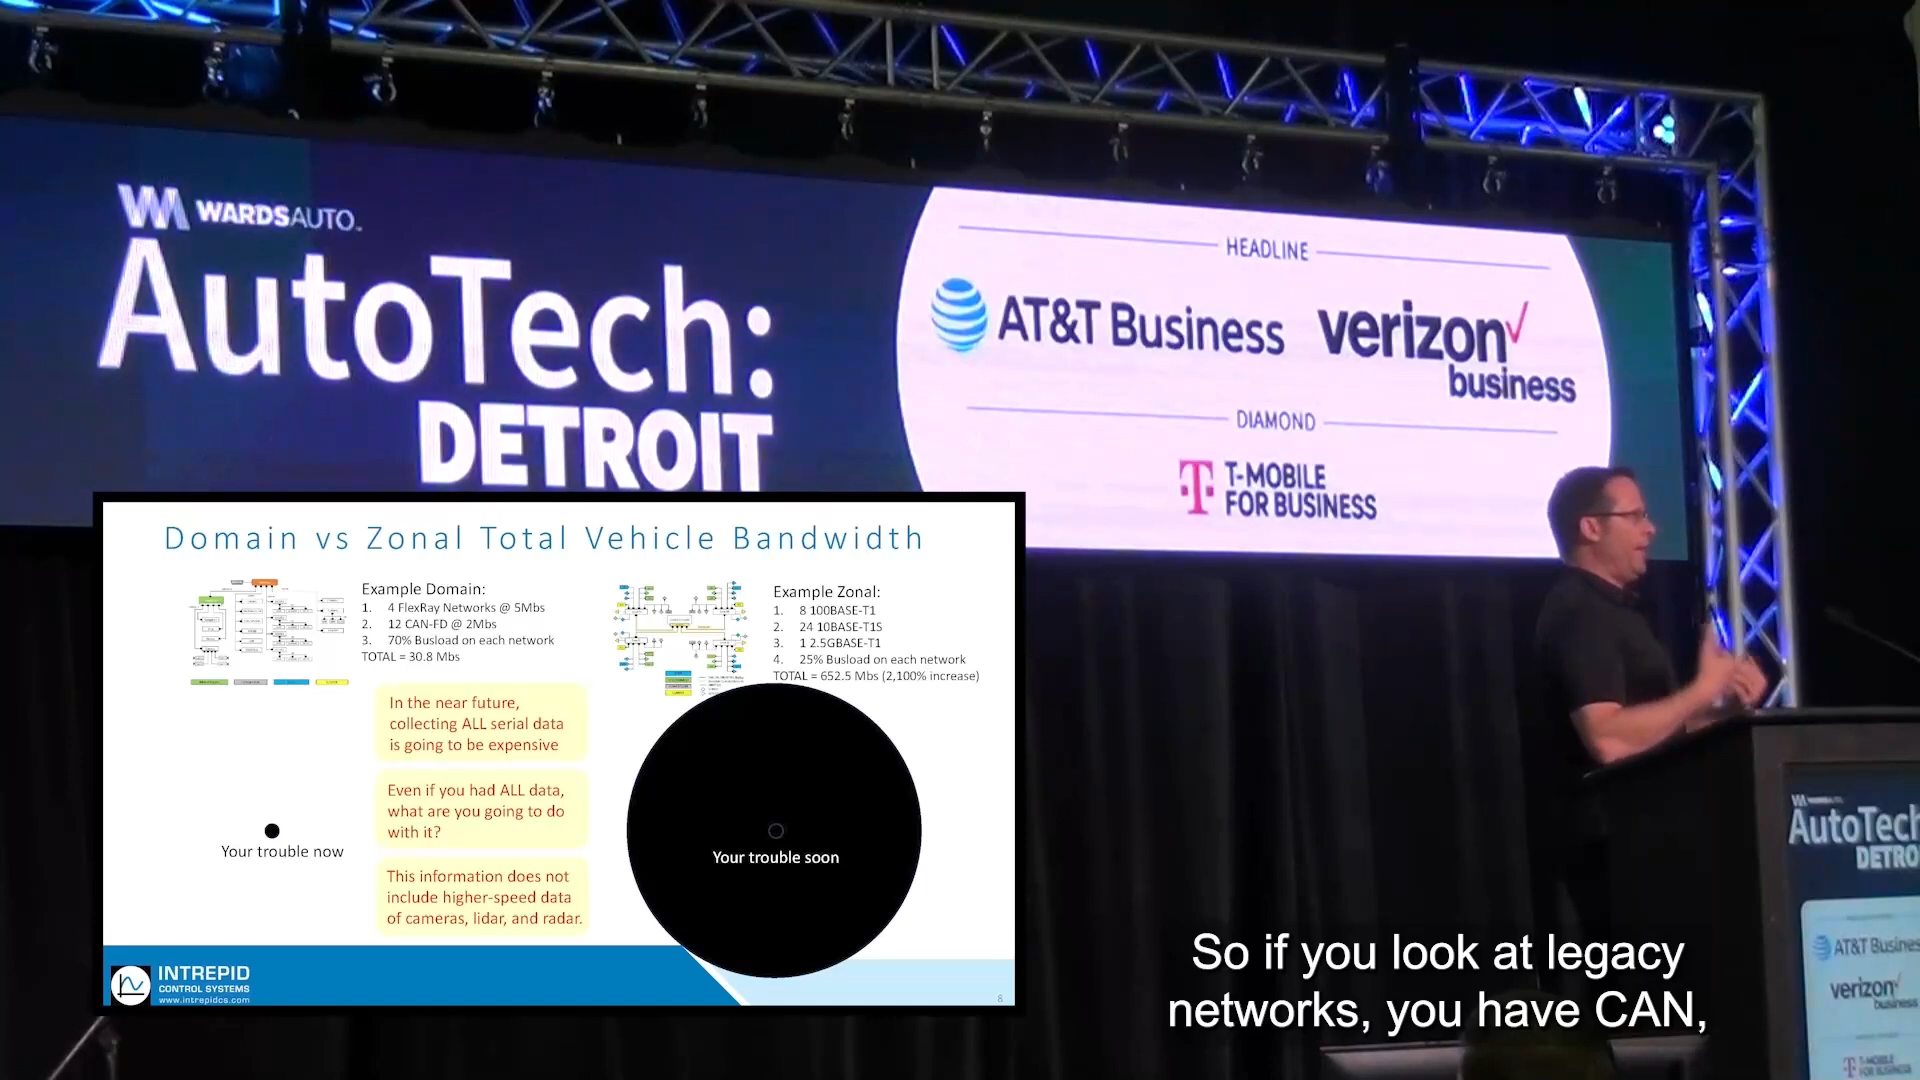 WARDSAUTO
AutoTech:
DETROIT
HEADLINE
AT&T Business
verizon
business
DIAMOND
T-MOBILE
FOR BUSINESS
Domain vs Zonal Total Vehicle Bandwidth
Example Domain:
1. 4 FlexRay Networks @ 5Mbs
2. 12 CAN-FD @ 2Mbs
3. 70% Busload on each network
TOTAL = 30.8 Mbs
Example Zonal:
1. 8 100BASE-T1
2. 24 10BASE-T1S
3. 1 2.5GBASE-T1
4. 25% Busload on each network
TOTAL = 652.5 Mbs (2,100% increase)
In the near future,
collecting ALL serial data
is going to be expensive
Even if you had ALL data,
what are you going to do
with it?
This information does not
include higher-speed data
of cameras, lidar, and radar.
Your trouble now
Your trouble soon
INTREPID
CONTROL SYSTEMS
www.intrepidcs.com
8
So if you look at legacy
networks, you have CAN,
WARDSAUTO
AutoTech
DETRO
AT&T Busines
verizon
business
T-MOBILE
FOR BUSINESS